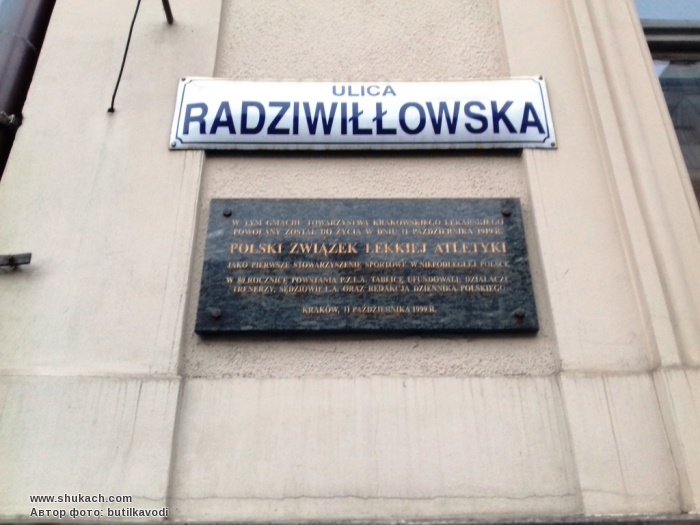 ULICA
RADZIWIŁŁOWSKA
W TYM GMACHU TOWARZYSTWA KRAKOWSKIEGO LEKARSKIEGO
POWOŁANY ZOSTAŁ DO ŻYCIA W DNIU 11 PAŹDZIERNIKA 1919 R.
POLSKI ZWIĄZEK LEKKIEJ ATLETYKI
JAKO PIERWSZE STOWARZYSZENIE SPORTOWE W NIEPODLEGŁEJ POLSCE
W 80 ROCZNICĘ POWSTANIA P.Z.L.A. TABLICĘ UFUNDOWALI: DZIAŁACZE
TRENERZY, SĘDZIOWIE L.A. ORAZ REDAKCJA DZIENNIKA POLSKIEGO
KRAKÓW, 11 PAŹDZIERNIKA 1999 R.
www.shukach.com
Автор фото: butilkavodi